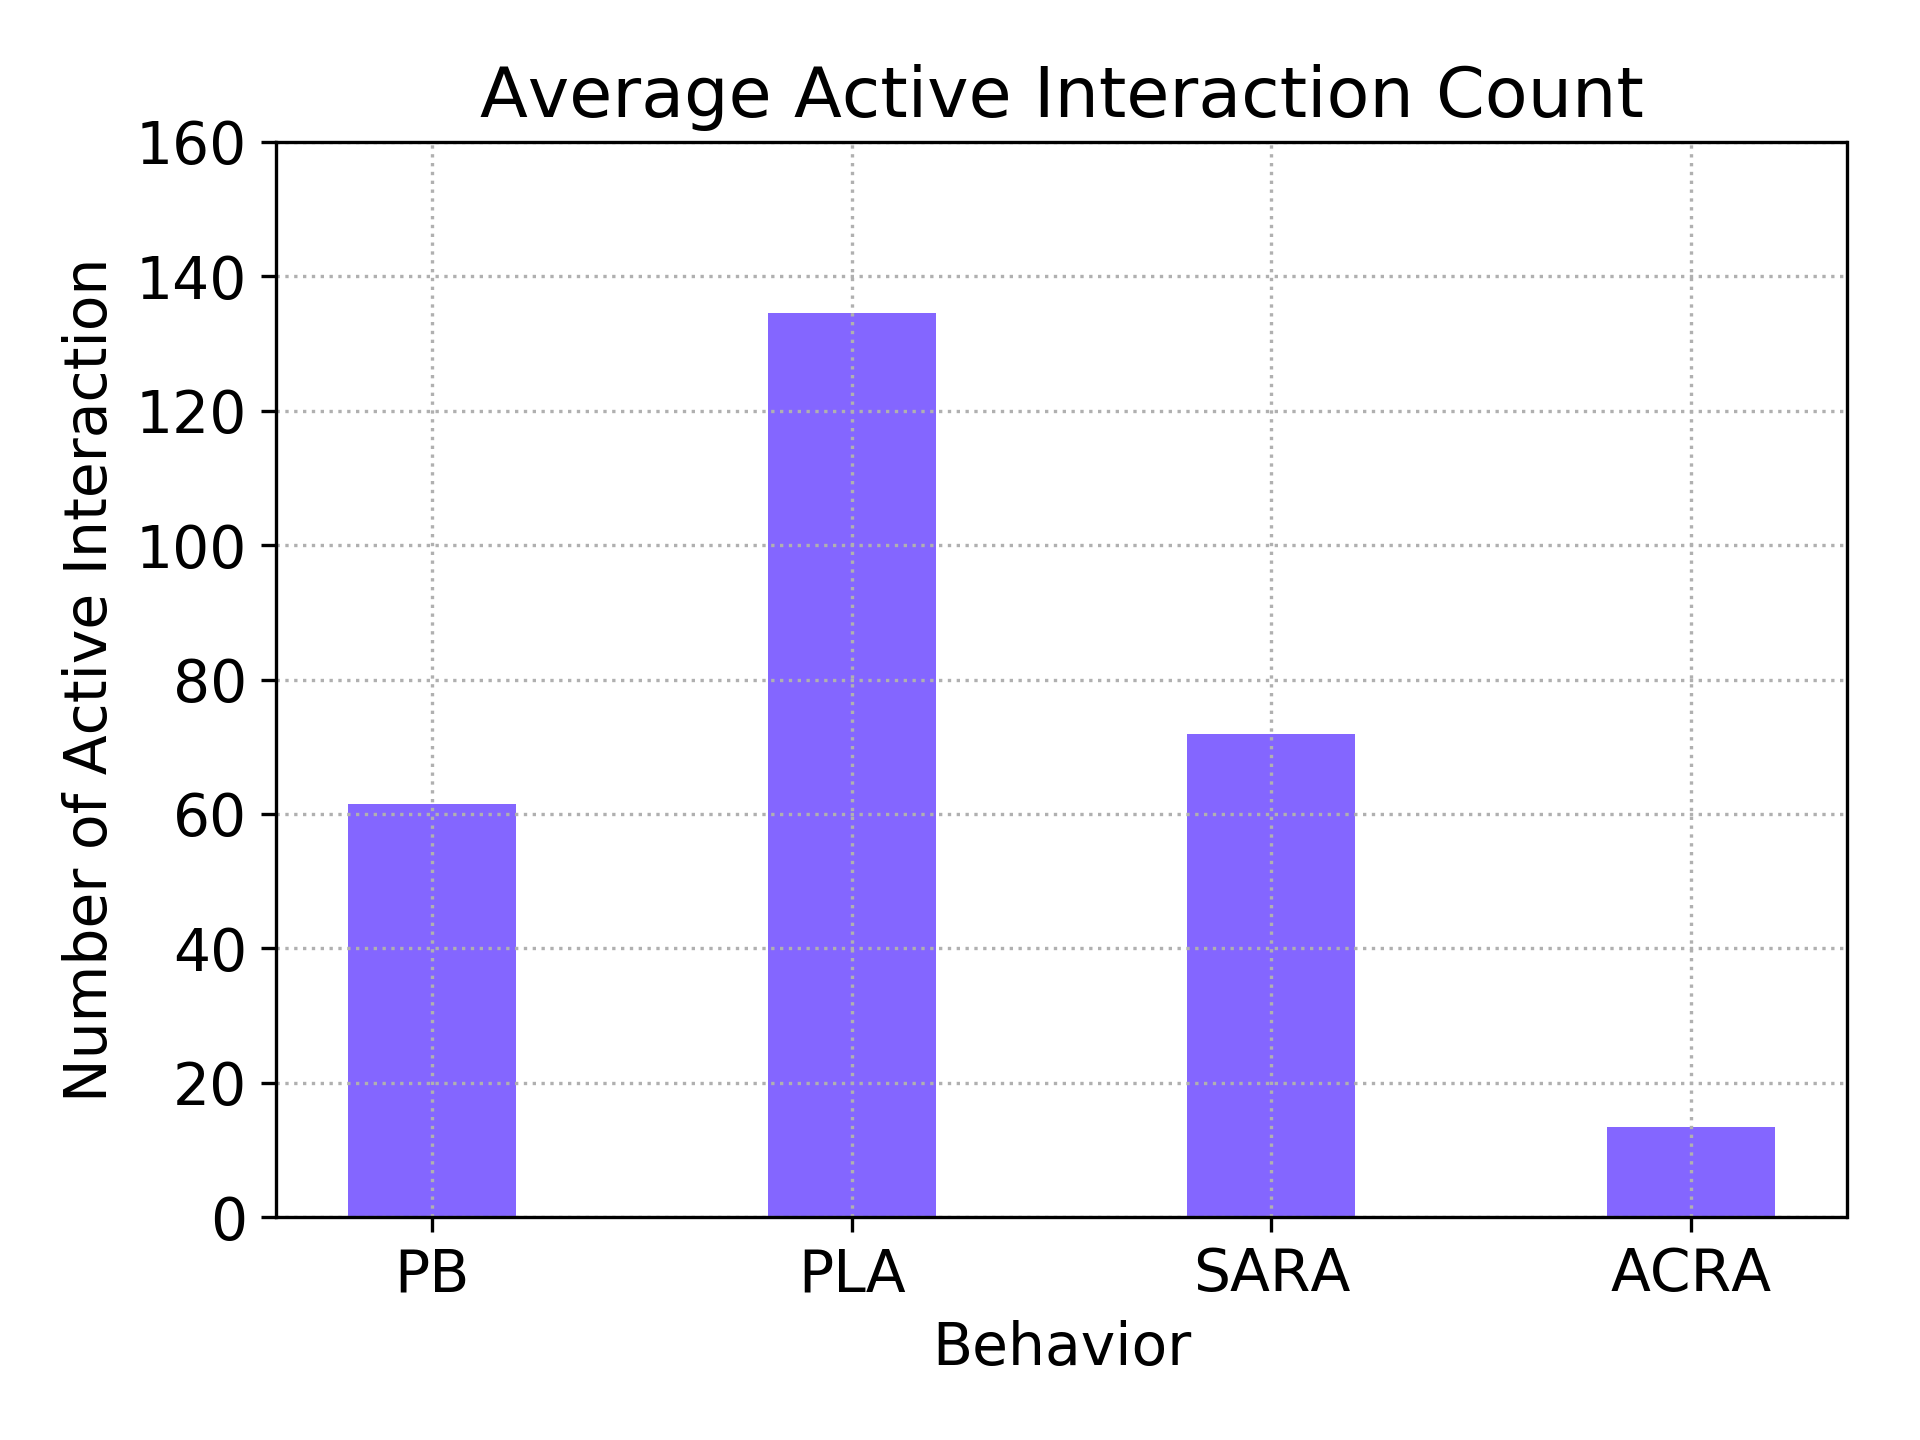 Average Active Interaction Count
Number of Active Interaction
160
140
120
100
80
60
40
20
0
PB PLA SARA ACRA
Behavior